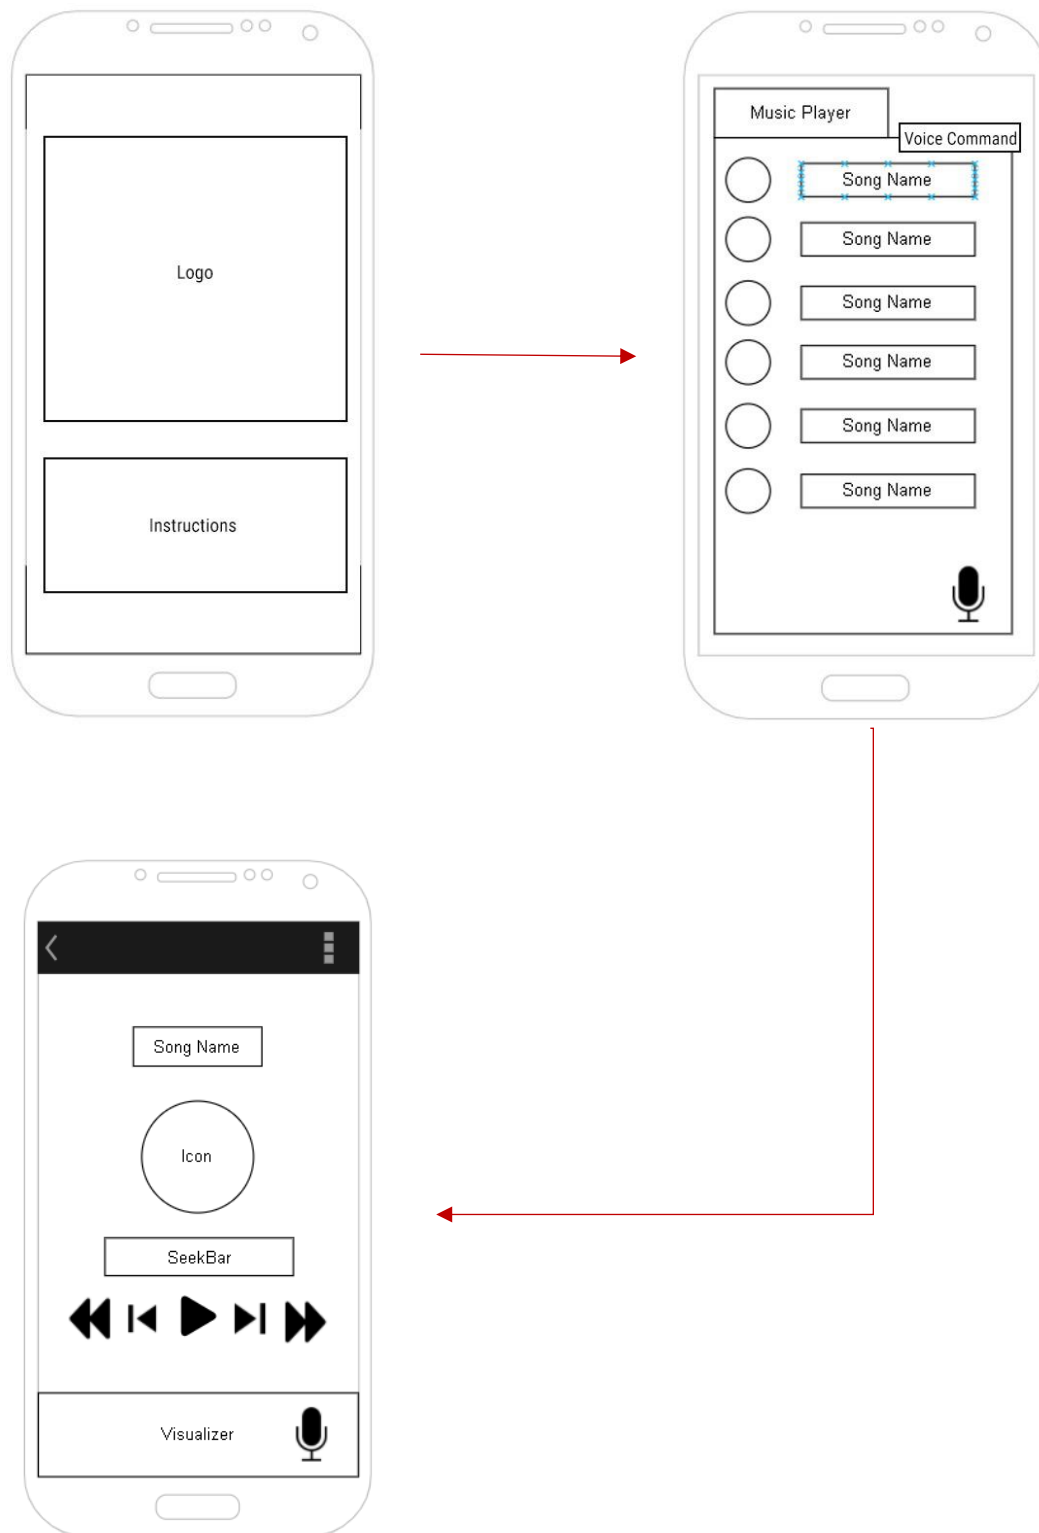 Logo
Instructions
Music Player
Voice Command
Song Name
Song Name
Song Name
Song Name
Song Name
Song Name
Song Name
Icon
SeekBar
Visualizer